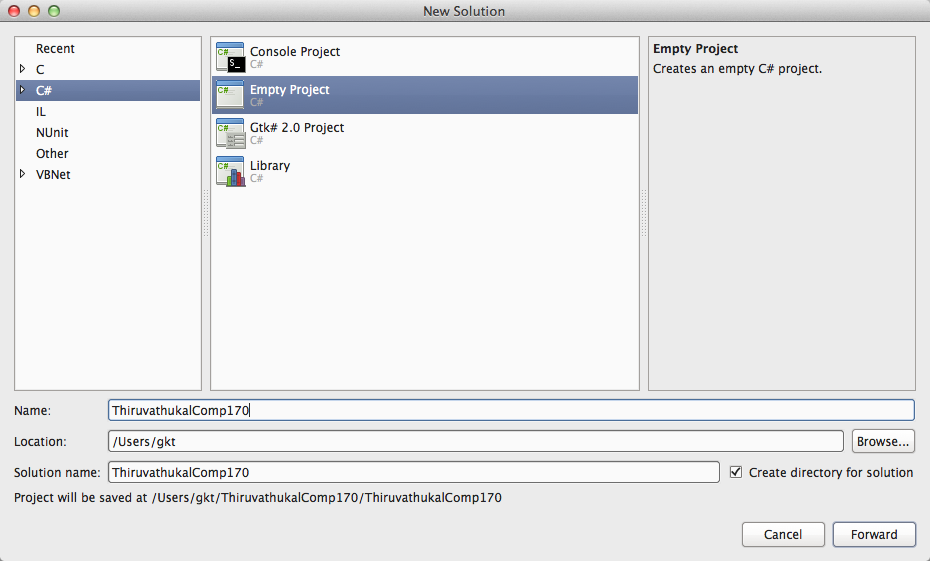 New Solution
Recent
C
C#
IL
NUnit
Other
VBNet
C#
$_
Console Project
C#
C#
Empty Project
C#
C#
Gtk# 2.0 Project
C#
C#
Library
C#
Empty Project
Creates an empty C# project.
Name: ThiruvathukalComp170
Location: /Users/gkt Browse...
Solution name: ThiruvathukalComp170 Create directory for solution
Project will be saved at /Users/gkt/ThiruvathukalComp170/ThiruvathukalComp170
Cancel Forward